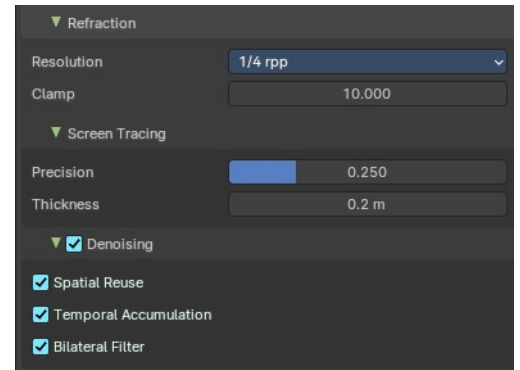 Refraction
Resolution 1/4 rpp
Clamp 10.000
Screen Tracing
Precision 0.250
Thickness 0.2 m
Denoising
Spatial Reuse
Temporal Accumulation
Bilateral Filter